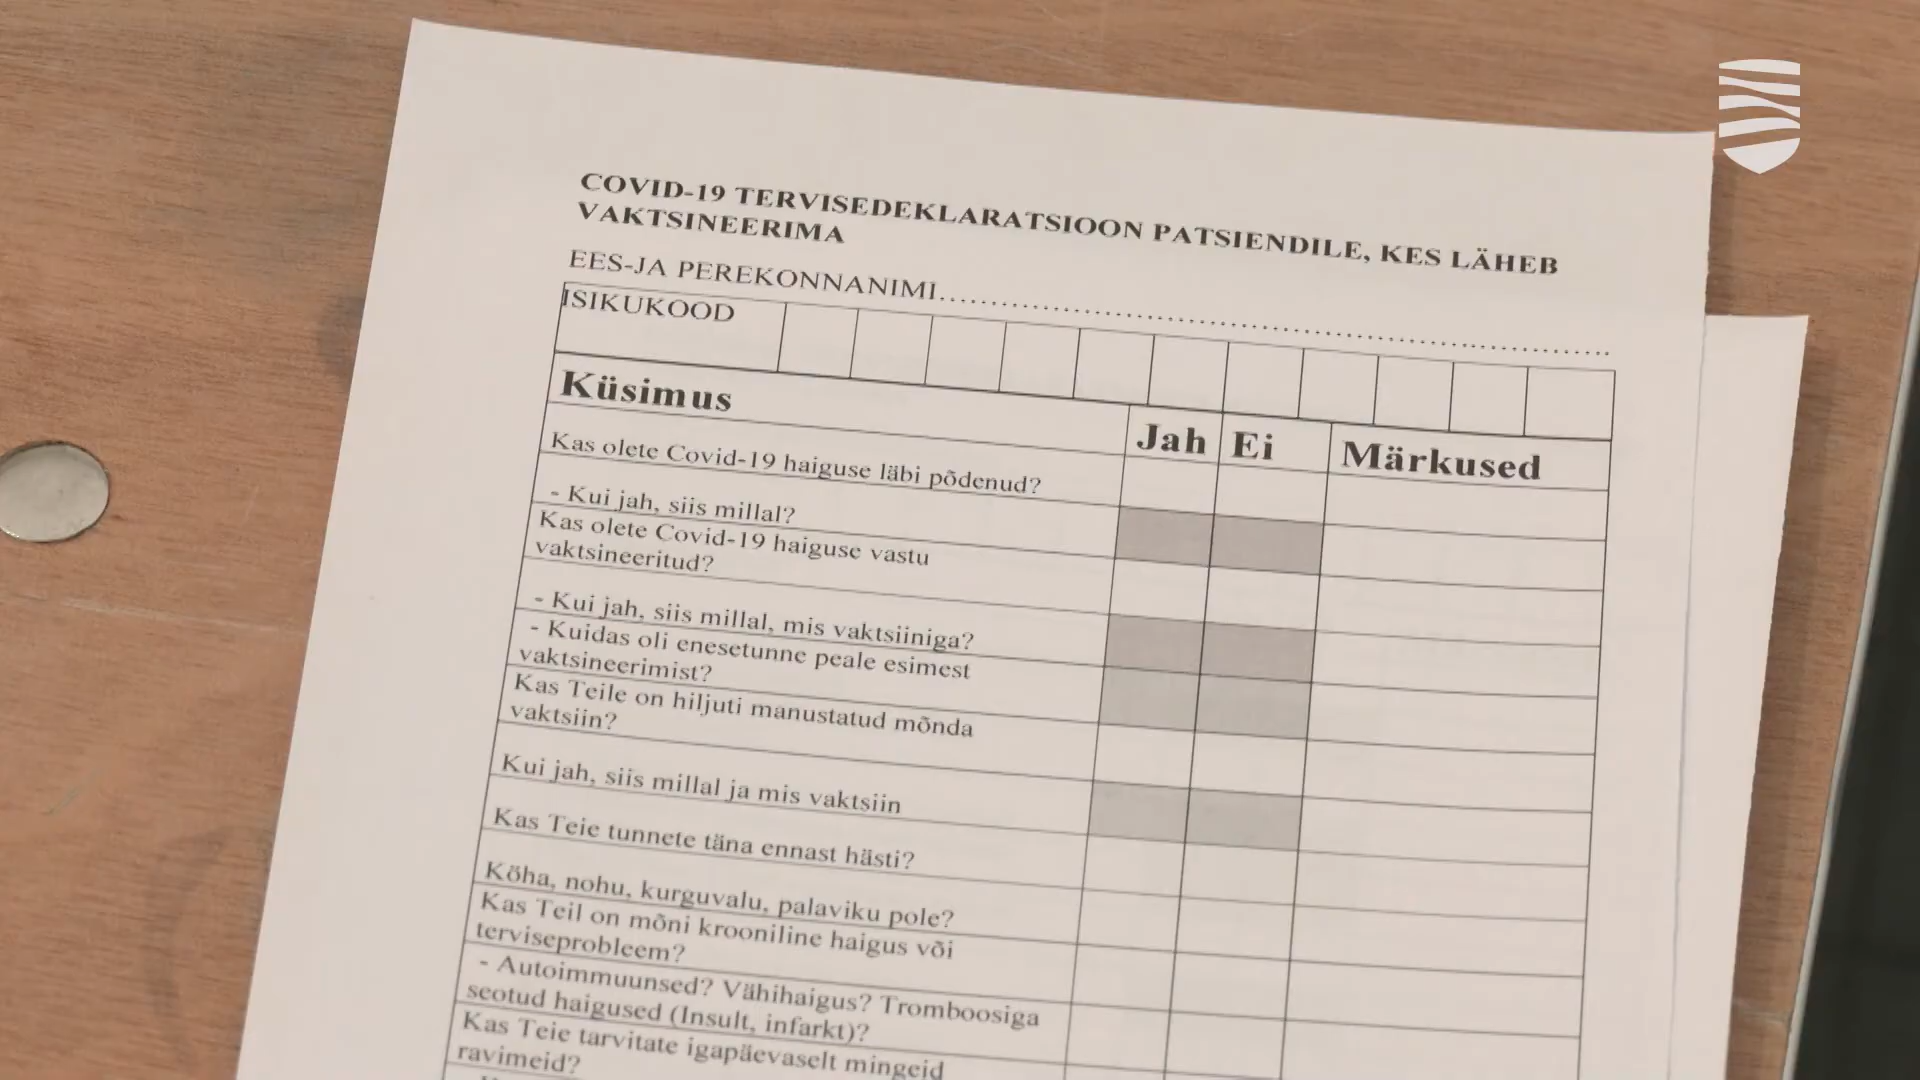 COVID-19 TERVISEDEKLARATSIOON PATSIENDILE, KES LÄHEB
VAKTSINEERIMA
EES-JA PEREKONNANIMI................................................................
ISIKUKOOD
Küsimus Jah Ei Märkused
Kas olete Covid-19 haiguse läbi põdenud?
- Kui jah, siis millal?
Kas olete Covid-19 haiguse vastu
vaktsineeritud?
- Kui jah, siis millal, mis vaktsiiniga?
- Kuidas oli enesetunne peale esimest
vaktsineerimist?
Kas Teile on hiljuti manustatud mõnda
vaktsiin?
Kui jah, siis millal ja mis vaktsiin
Kas Teie tunnete täna ennast hästi?
Köha, nohu, kurguvalu, palaviku pole?
Kas Teil on mõni krooniline haigus või
terviseprobleem?
- Autoimmuunsed? Vähihaigus? Tromboosiga
seotud haigused (Insult, infarkt)?
Kas Teie tarvitate igapäevaselt mingeid
ravimeid?